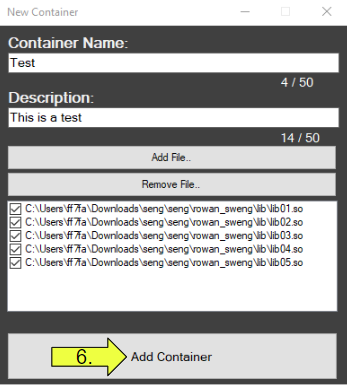 New Container
Container Name:
Test
4 / 50
Description:
This is a test
14 / 50
Add File..
Remove File..
C:\Users\ff7fa\Downloads\seng\seng\rowan_sweng\lib\lib01.so
C:\Users\ff7fa\Downloads\seng\seng\rowan_sweng\lib\lib02.so
C:\Users\ff7fa\Downloads\seng\seng\rowan_sweng\lib\lib03.so
C:\Users\ff7fa\Downloads\seng\seng\rowan_sweng\lib\lib04.so
C:\Users\ff7fa\Downloads\seng\seng\rowan_sweng\lib\lib05.so
6. Add Container